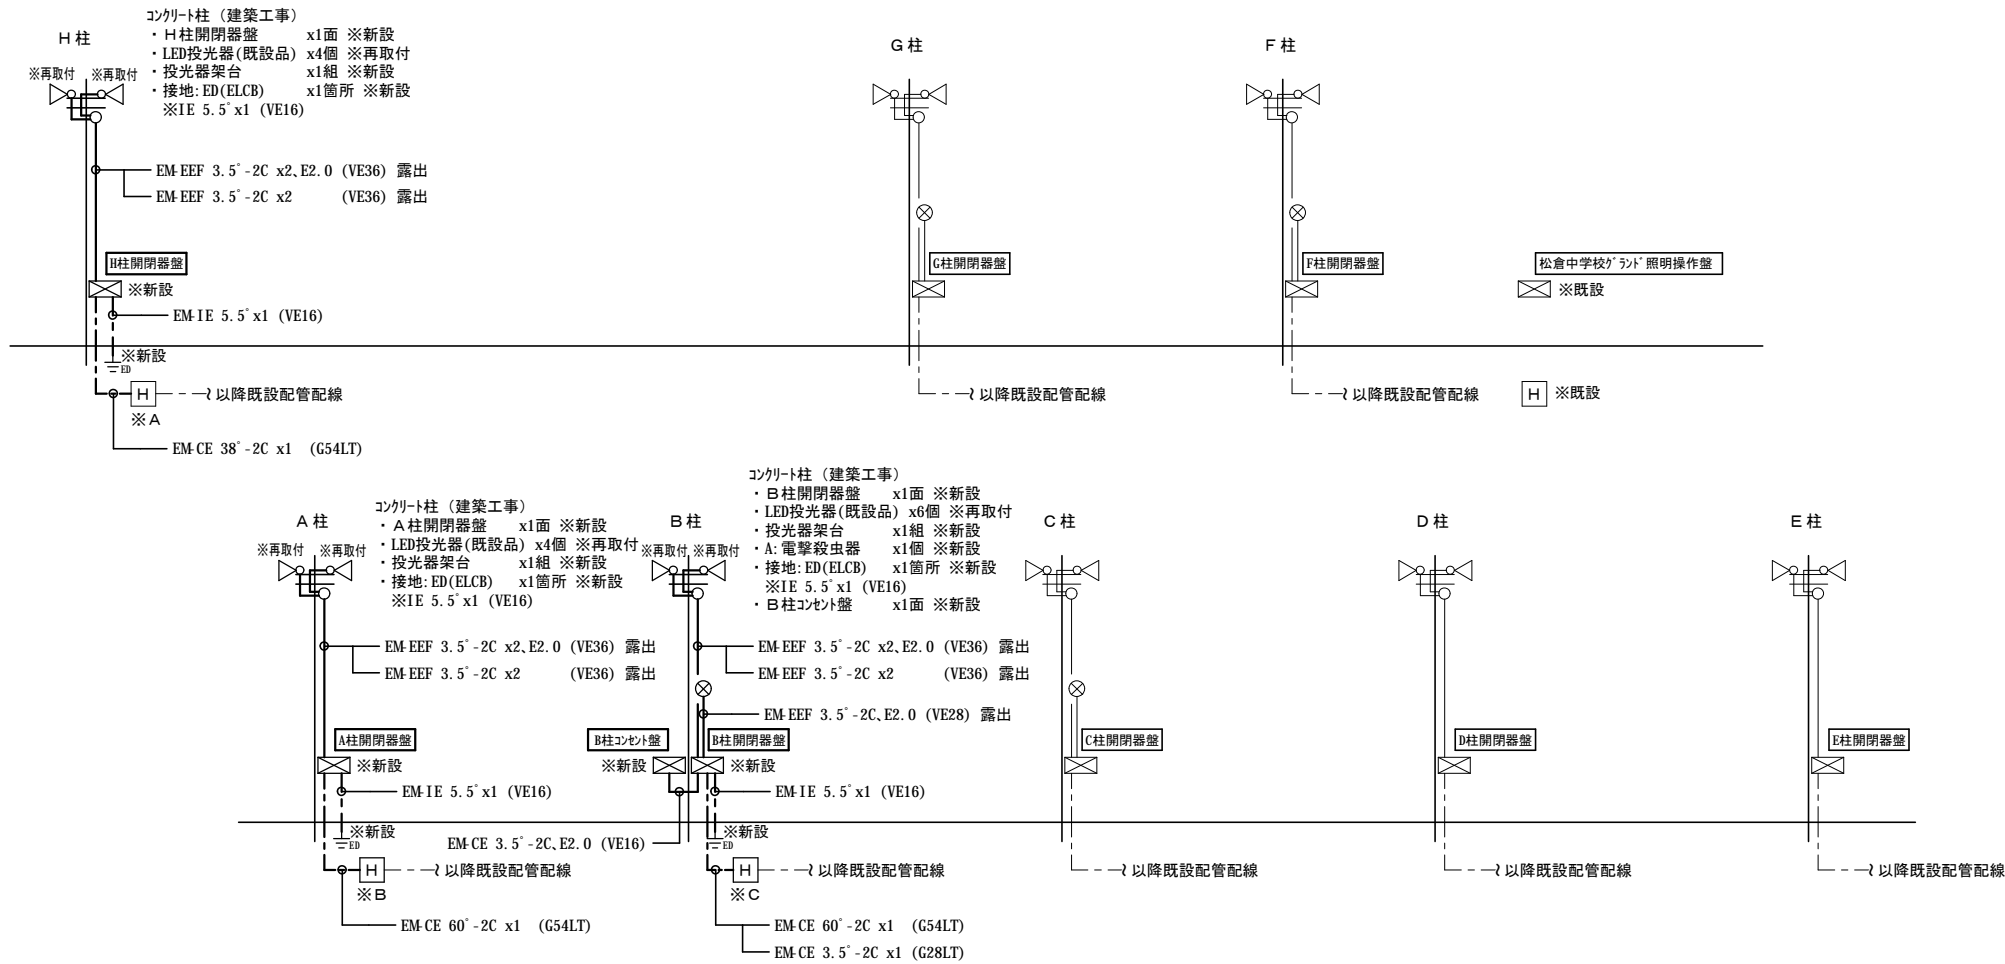 コンクリート柱（建築工事）
H柱
・H柱開閉器盤 x1面 ※新設
・LED投光器(既設品) x4個 ※再取付
・投光器架台 x1組 ※新設
・接地:ED(ELCB) x1箇所 ※新設
※IE 5.5゜x1 (VE16)
※再取付 ※再取付
G柱
F柱
EM-EEF 3.5゜-2C x2､E2.0 (VE36) 露出
EM-EEF 3.5゜-2C x2 (VE36) 露出
H柱開閉器盤
※新設
G柱開閉器盤
F柱開閉器盤
松倉中学校ｸﾞﾗﾝﾄﾞ照明操作盤
※既設
EM-IE 5.5゜x1 (VE16)
※新設
ED
H
以降既設配管配線
※A
以降既設配管配線
以降既設配管配線
H ※既設
EM-CE 38゜-2C x1 (G54LT)
A柱
コンクリート柱（建築工事）
・A柱開閉器盤 x1面 ※新設
・LED投光器(既設品) x4個 ※再取付
・投光器架台 x1組 ※新設
・接地:ED(ELCB) x1箇所 ※新設
※IE 5.5゜x1 (VE16)
※再取付 ※再取付
B柱
コンクリート柱（建築工事）
・B柱開閉器盤 x1面 ※新設
・LED投光器(既設品) x6個 ※再取付
・投光器架台 x1組 ※新設
・A:電撃殺虫器 x1個 ※新設
・接地:ED(ELCB) x1箇所 ※新設
※IE 5.5゜x1 (VE16)
・B柱ｺﾝｾﾝﾄ盤 x1面 ※新設
※再取付 ※再取付
C柱
D柱
E柱
EM-EEF 3.5゜-2C x2､E2.0 (VE36) 露出
EM-EEF 3.5゜-2C x2 (VE36) 露出
EM-EEF 3.5゜-2C x2､E2.0 (VE36) 露出
EM-EEF 3.5゜-2C x2 (VE36) 露出
EM-EEF 3.5゜-2C､E2.0 (VE28) 露出
A柱開閉器盤
※新設
B柱ｺﾝｾﾝﾄ盤
※新設
B柱開閉器盤
※新設
C柱開閉器盤
D柱開閉器盤
E柱開閉器盤
EM-IE 5.5゜x1 (VE16)
EM-IE 5.5゜x1 (VE16)
※新設
ED
EM-CE 3.5゜-2C､E2.0 (VE16)
※新設
ED
H
以降既設配管配線
※B
H
以降既設配管配線
※C
以降既設配管配線
以降既設配管配線
以降既設配管配線
EM-CE 60゜-2C x1 (G54LT)
EM-CE 60゜-2C x1 (G54LT)
EM-CE 3.5゜-2C x1 (G28LT)